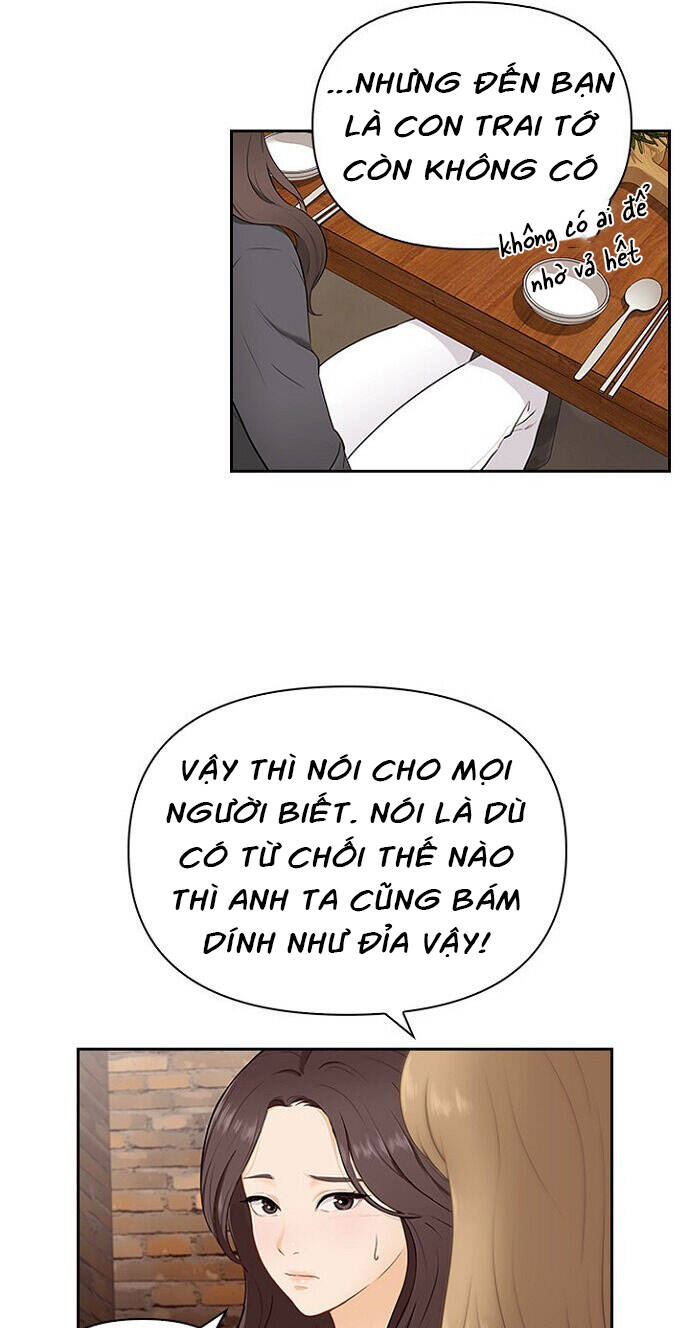 ...NHƯNG ĐẾN BẠN
LÀ CON TRAI TỚ
CÒN KHÔNG CÓ
không có ai để
nhờ vả hết
VẬY THÌ NÓI CHO MỌI
NGƯỜI BIẾT. NÓI LÀ DÙ
CÓ TỪ CHỐI THẾ NÀO
THÌ ANH TA CŨNG BÁM
DÍNH NHƯ ĐỈA VẬY!